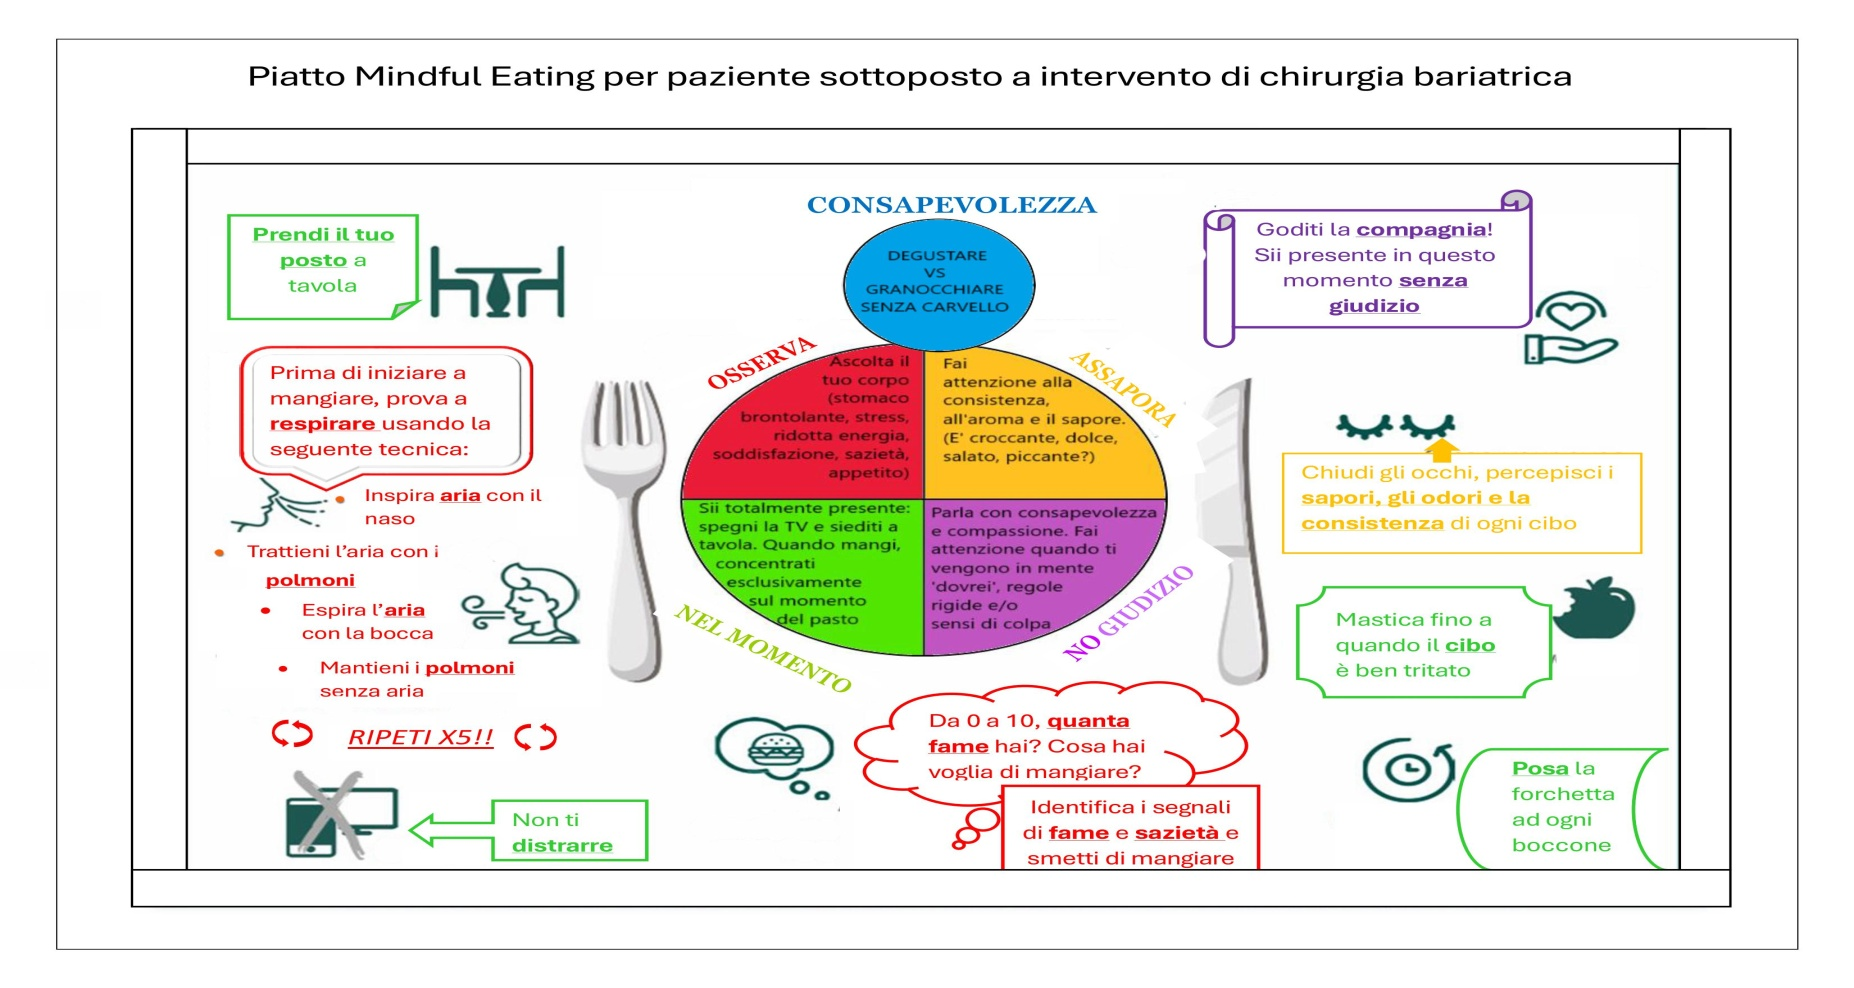 Piatto Mindful Eating per paziente sottoposto a intervento di chirurgia bariatrica
CONSAPEVOLEZZA
DEGUSTARE
VS
GRANOCCHIARE
SENZA CARVELLO
Prendi il tuo
posto a
tavola
Goditi la compagnia!
Sii presente in questo
momento senza
giudizio
Prima di iniziare a
mangiare, prova a
respirare usando la
seguente tecnica:
Inspira aria con il
naso
Trattieni l'aria con i
polmoni
Espira l'aria
con la bocca
Mantieni i polmoni
senza aria
RIPETI X5!!
OSSERVA
Ascolta il
tuo corpo
(stomaco
brontolante, stress,
ridotta energia,
soddisfazione, sazietà,
appetito)
ASSAPORA
Fai
attenzione alla
consistenza,
all'aroma e il sapore.
(E' croccante, dolce,
salato, piccante?)
Sii totalmente presente:
spegni la TV e siediti a
tavola. Quando mangi,
concentrati
esclusivamente
sul momento
del pasto
NEL MOMENTO
Parla con consapevolezza
e compassione. Fai
attenzione quando ti
vengono in mente
'dovrei', regole
rigide e/o
sensi di colpa
NO GIUDIZIO
Chiudi gli occhi, percepisci i
sapori, gli odori e la
consistenza di ogni cibo
Mastica fino a
quando il cibo
è ben tritato
Da 0 a 10, quanta
fame hai? Cosa hai
voglia di mangiare?
Identifica i segnali
di fame e sazietà e
smetti di mangiare
Non ti
distrarre
Posa la
forchetta
ad ogni
boccone